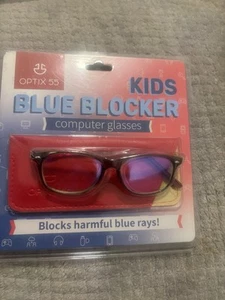 OPTIX 55
KIDS
BLUE BLOCKER
computer glasses
Blocks harmful blue rays!